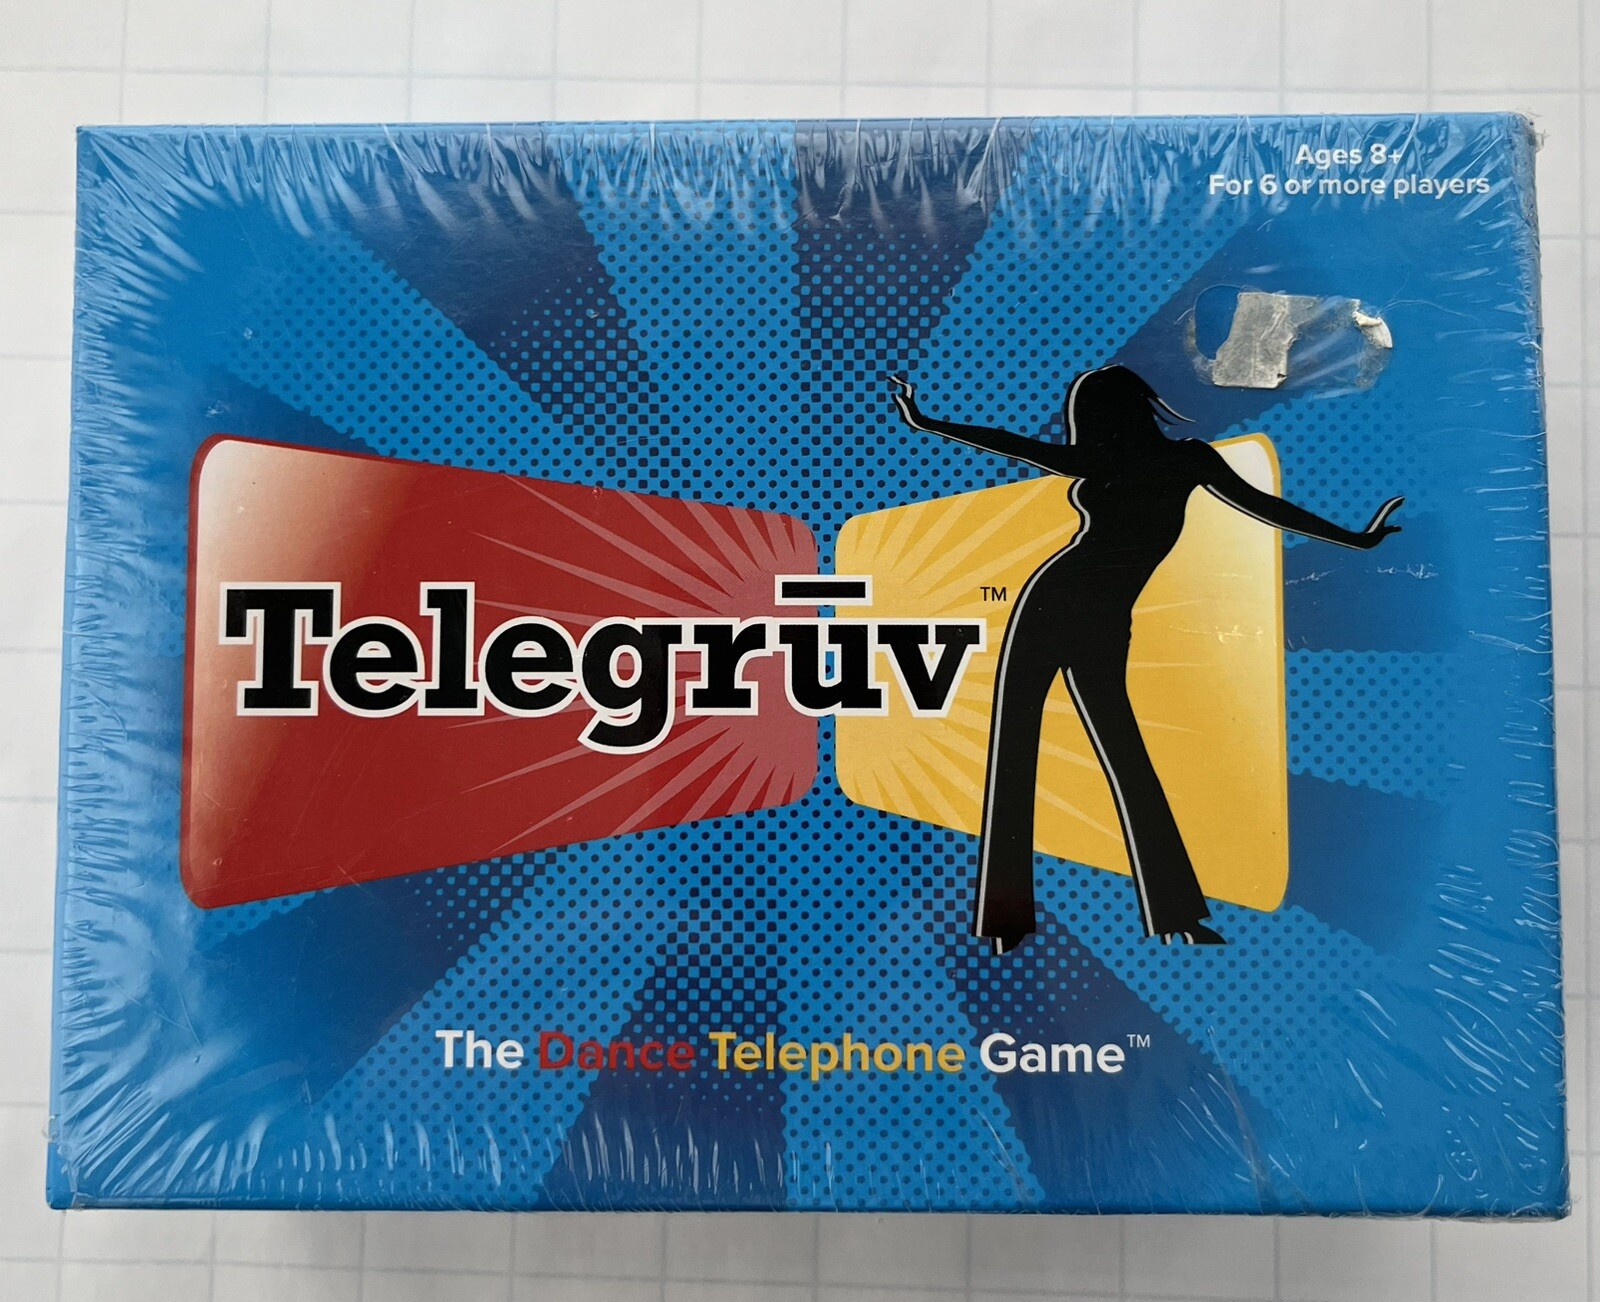 Ages 8+
For 6 or more players
Telegrūv™
The Dance Telephone Game™